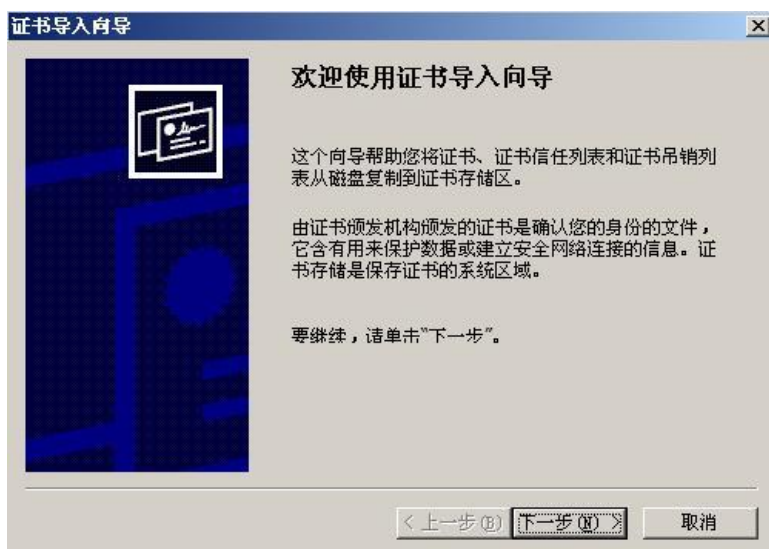 证书导入向导
欢迎使用证书导入向导
这个向导帮助您将证书、证书信任列表和证书吊销列
表从磁盘复制到证书存储区。
由证书颁发机构颁发的证书是确认您的身份的文件，
它含有用来保护数据或建立安全网络连接的信息。证
书存储是保存证书的系统区域。
要继续，请单击“下一步”。
< 上一步(B) 下一步(N) > 取消